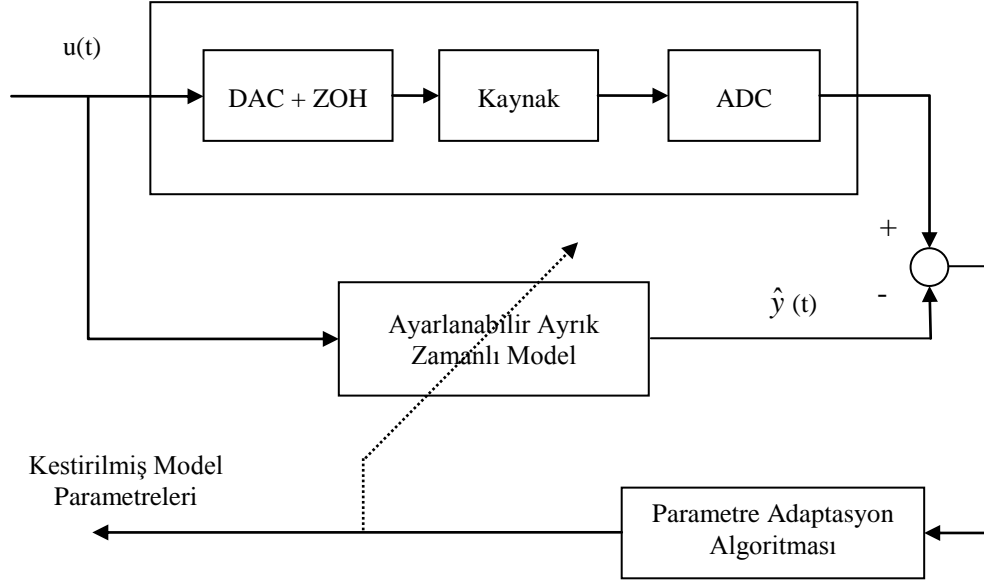 u(t)
DAC + ZOH
Kaynak
ADC
+
-
ŷ (t)
Ayarlanabilir Ayrık
Zamanlı Model
Kestirilmiş Model
Parametreleri
Parametre Adaptasyon
Algoritması